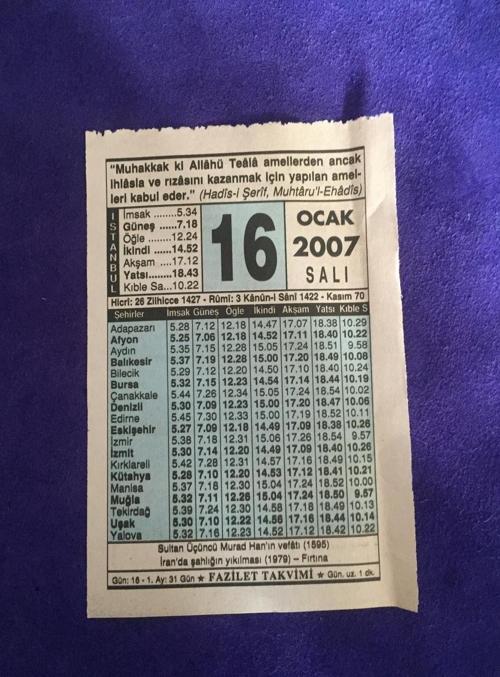 “Muhakkak ki Allâhü Teâlâ amellerden ancak
ihlâsla ve rızâsını kazanmak için yapılan amel-
leri kabul eder.” (Hadîs-i Şerîf, Muhtâru'l-Ehâdîs)
İSTANBUL
İmsak ........5.34
Güneş ......7.18
Öğle ........12.24
İkindi .......14.52
Akşam .....17.12
Yatsı........18.43
Kıble Sa...10.22
16
OCAK
2007
SALI
Hicrî: 26 Zilhicce 1427 - Rûmî: 3 Kânûn-i Sânî 1422 - Kasım 70
Şehirler İmsak Güneş Öğle İkindi Akşam Yatsı Kıble S
Adapazarı 5.28 7.12 12.18 14.47 17.07 18.38 10.29
Afyon 5.25 7.06 12.18 14.52 17.11 18.40 10.22
Aydın 5.35 7.15 12.28 15.05 17.24 18.51 9.58
Balıkesir 5.37 7.19 12.28 15.00 17.20 18.49 10.08
Bilecik 5.29 7.12 12.20 14.50 17.10 18.40 10.24
Bursa 5.32 7.15 12.23 14.54 17.14 18.44 10.19
Çanakkale 5.44 7.26 12.34 15.05 17.24 18.54 10.02
Denizli 5.30 7.09 12.23 15.00 17.20 18.47 10.06
Edirne 5.45 7.30 12.33 15.00 17.19 18.52 10.11
Eskişehir 5.27 7.09 12.18 14.49 17.09 18.38 10.26
İzmir 5.38 7.18 12.31 15.06 17.26 18.54 9.57
İzmit 5.30 7.14 12.20 14.49 17.09 18.40 10.26
Kırklareli 5.42 7.28 12.31 14.57 17.16 18.49 10.15
Kütahya 5.28 7.10 12.20 14.53 17.12 18.41 10.21
Manisa 5.37 7.18 12.30 15.04 17.24 18.52 10.00
Muğla 5.32 7.11 12.26 15.04 17.24 18.50 9.57
Tekirdağ 5.39 7.24 12.30 14.58 17.18 18.49 10.13
Uşak 5.30 7.10 12.22 14.56 17.16 18.44 10.14
Yalova 5.32 7.16 12.23 14.52 17.12 18.42 10.22
Sultan Üçüncü Murad Han'ın vefâtı (1595)
İran'da şahlığın yıkılması (1979) – Fırtına
Gün: 16 - 1. Ay: 31 Gün ★ FAZİLET TAKVİMİ ★ Gün. uz. 1 dk.